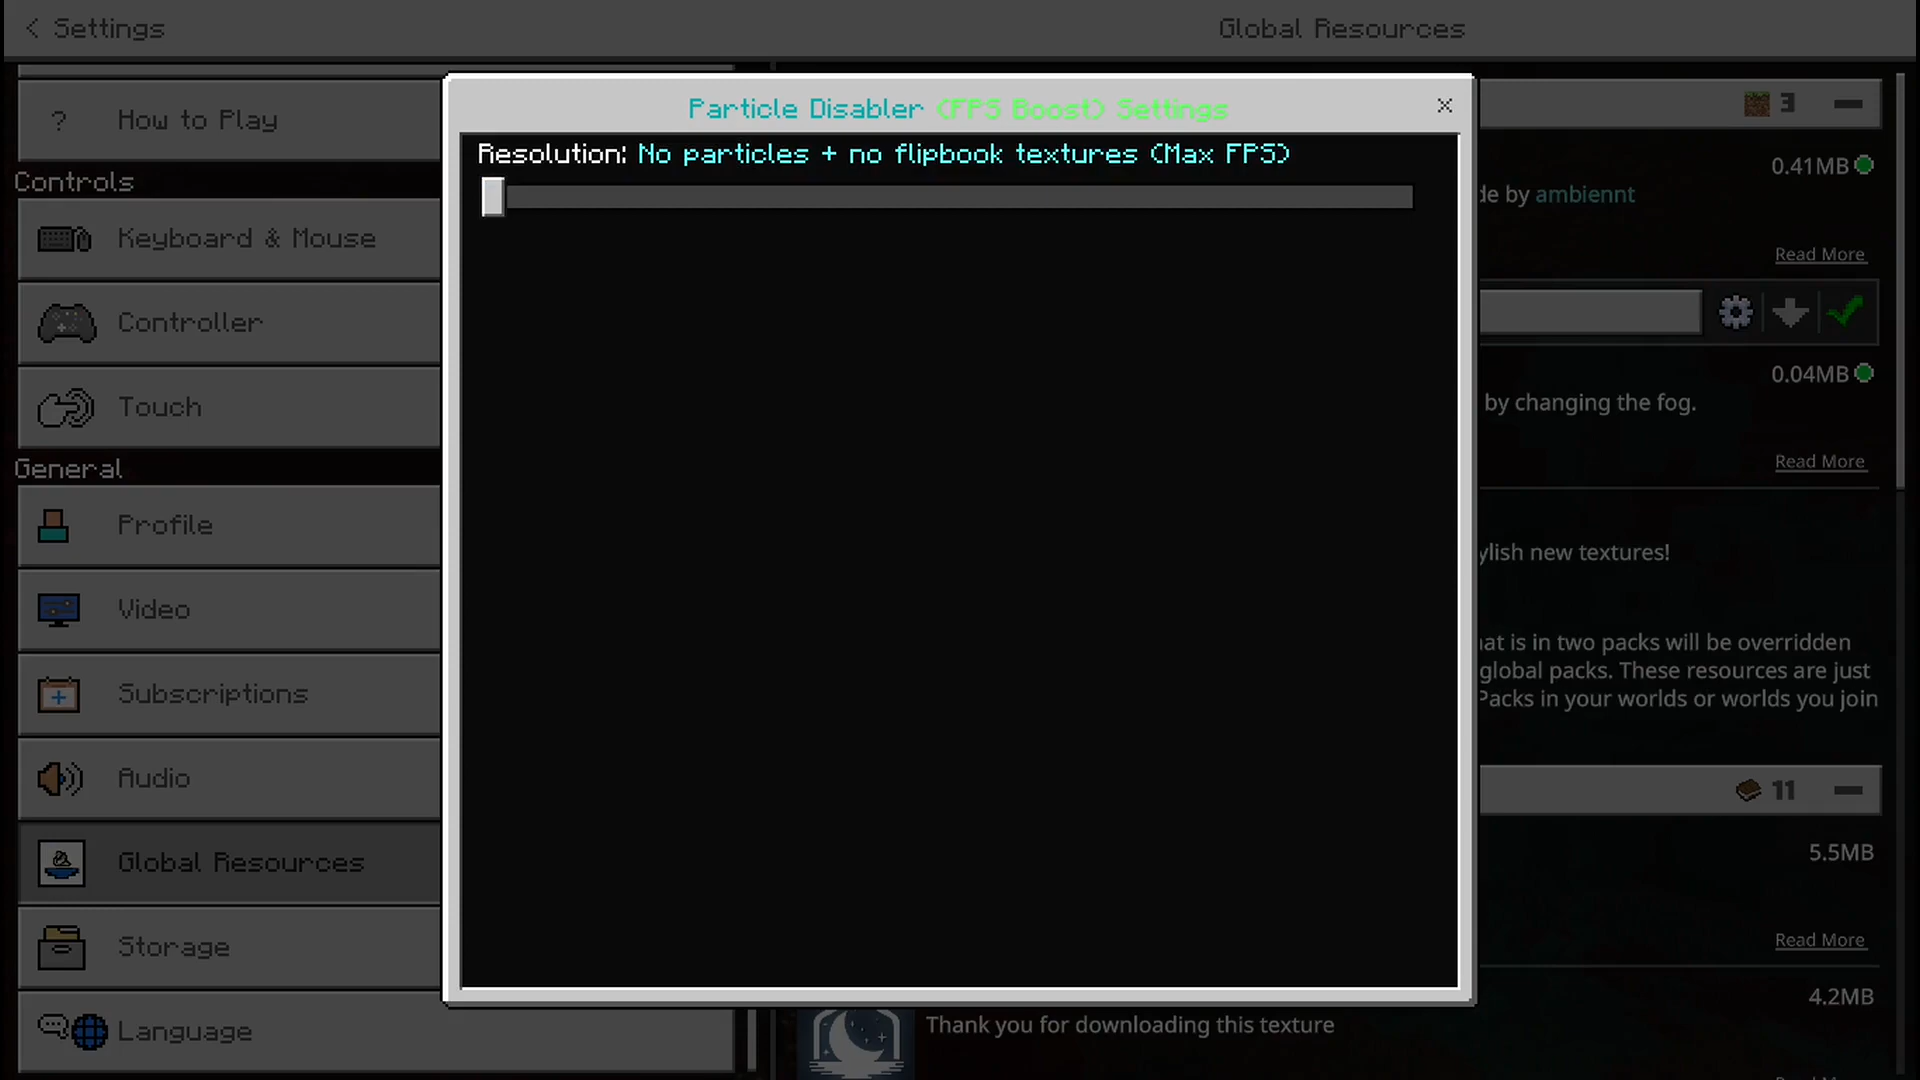 Settings
Global Resources
How to Play
Controls
Keyboard & Mouse
Controller
Touch
General
Profile
Video
Subscriptions
Audio
Global Resources
Storage
Language
Particle Disabler (FPS Boost) Settings
Resolution: No particles + no flipbook textures (Max FPS)
3
0.41MB
de by ambiennt
Read More
0.04MB
by changing the fog.
Read More
ylish new textures!
hat is in two packs will be overridden
global packs. These resources are just
Packs in your worlds or worlds you join
11
5.5MB
Read More
4.2MB
Thank you for downloading this texture